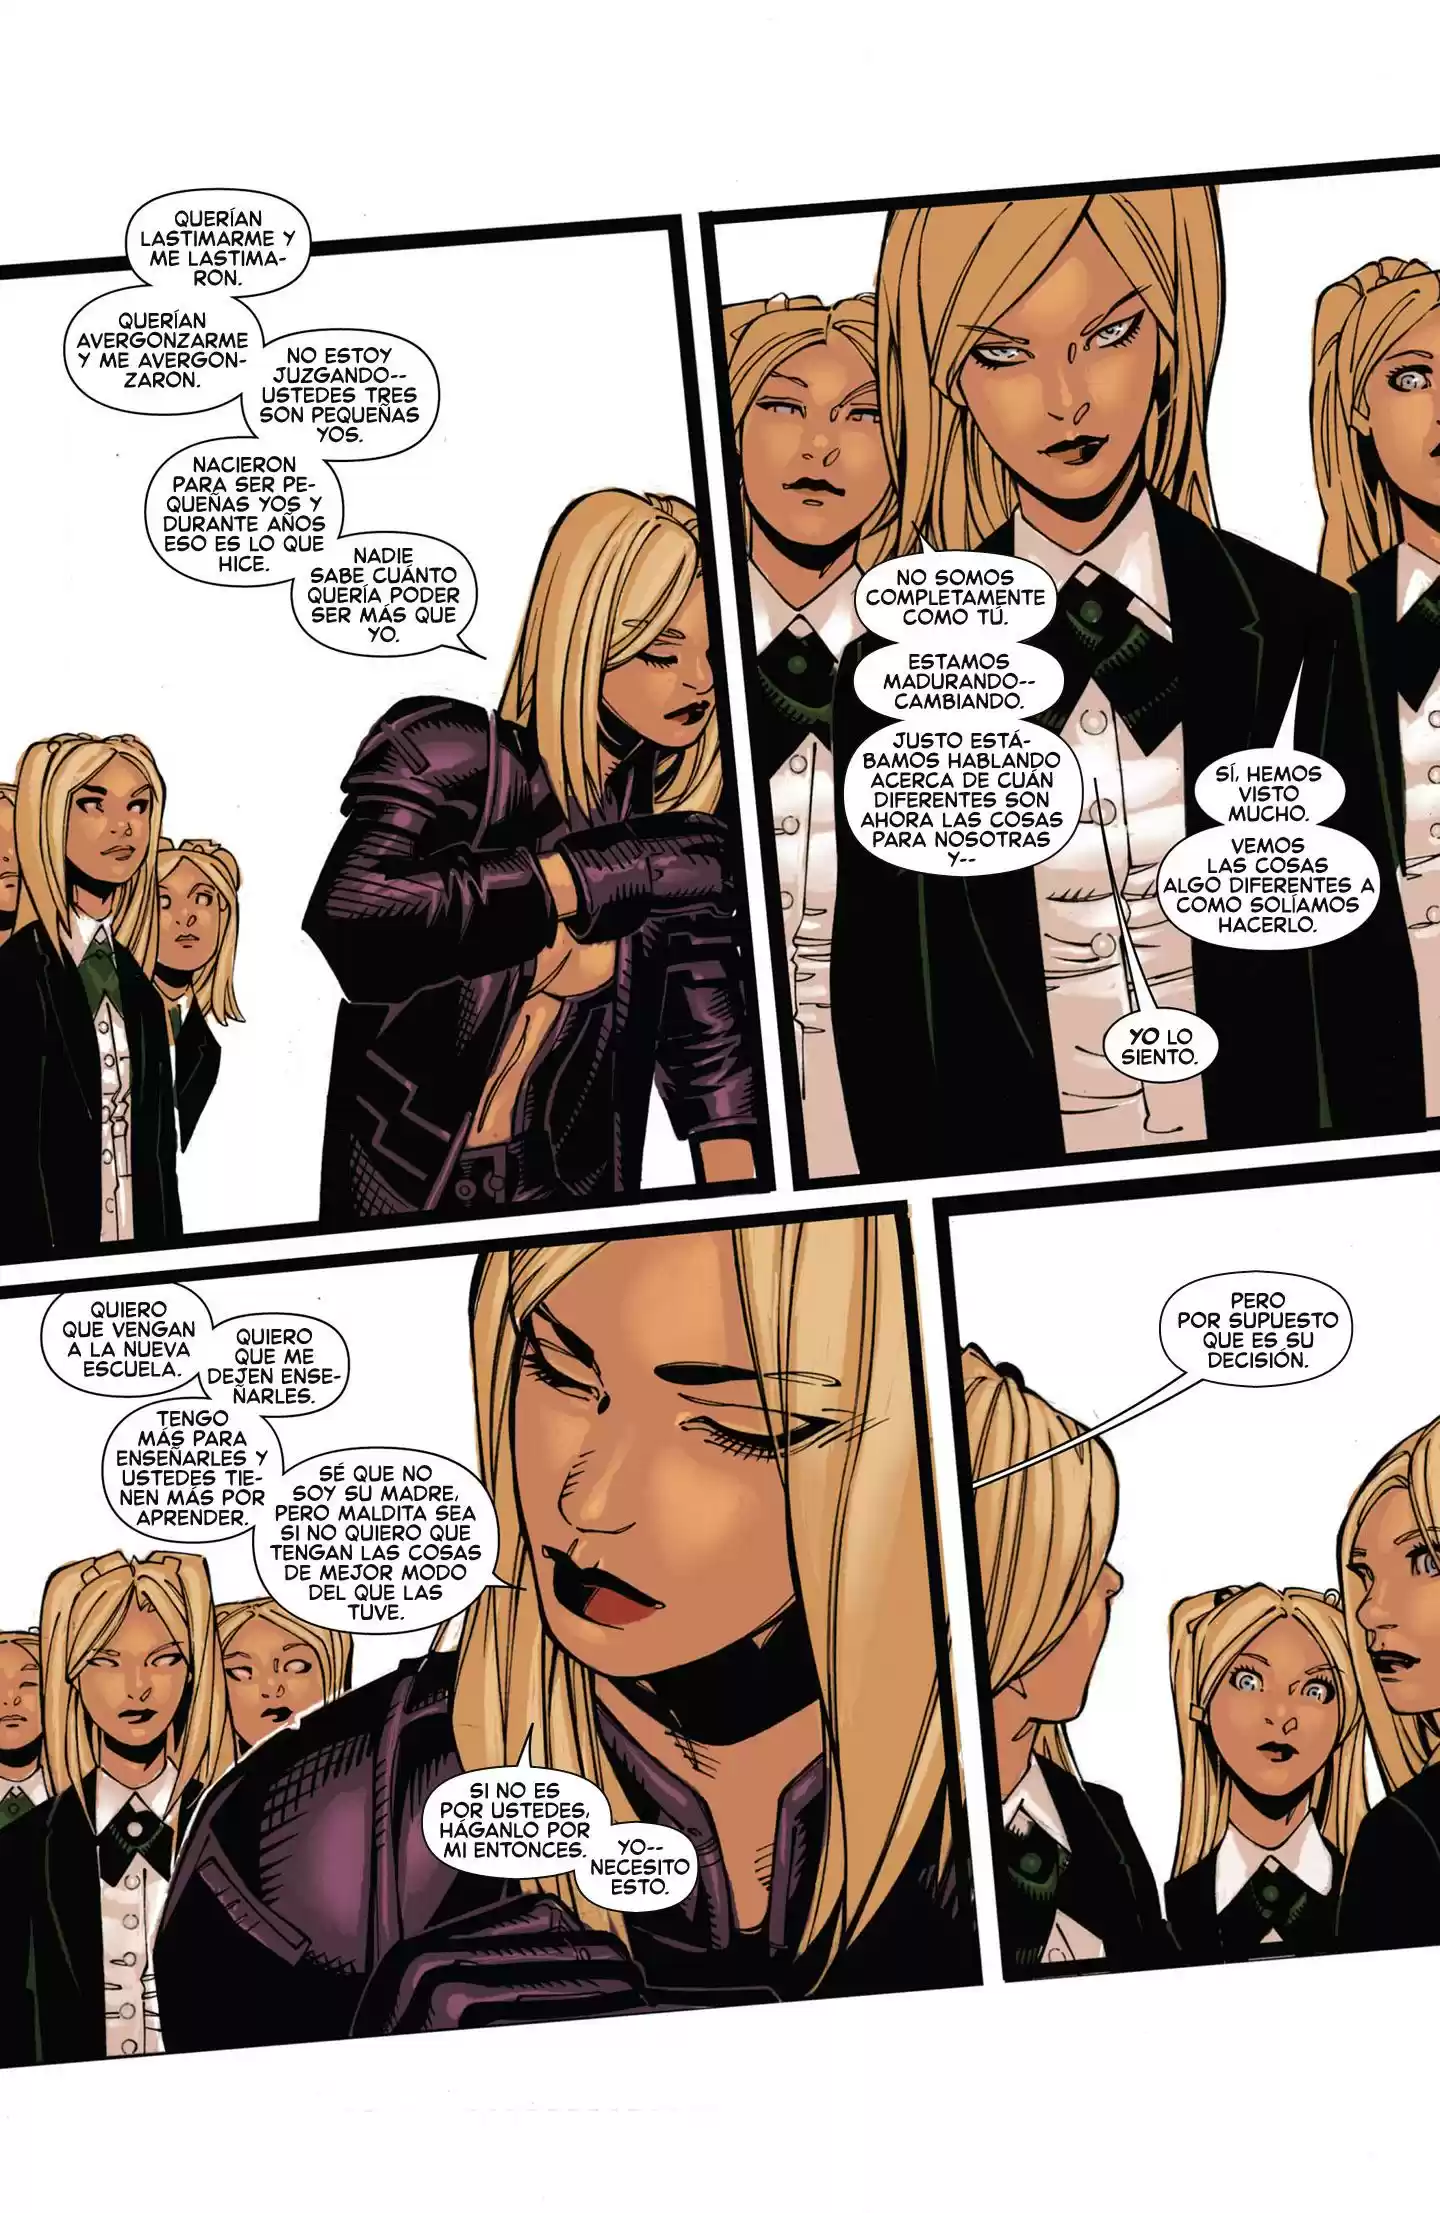 QUERÍAN
LASTIMARME Y
ME LASTIMA-
RON.
QUERÍAN
AVERGONZARME
Y ME AVERGON-
ZARON.
NO ESTOY
JUZGANDO--
USTEDES TRES
SON PEQUEÑAS
YOS.
NACIERON
PARA SER PE-
QUEÑAS YOS Y
DURANTE AÑOS
ESO ES LO QUE
HICE.
NADIE
SABE CUÁNTO
QUERÍA PODER
SER MÁS QUE
YO.
NO SOMOS
COMPLETAMENTE
COMO TÚ.
ESTAMOS
MADURANDO--
CAMBIANDO.
JUSTO ESTÁ-
BAMOS HABLANDO
ACERCA DE CUÁN
DIFERENTES SON
AHORA LAS COSAS
PARA NOSOTRAS
Y--
SÍ, HEMOS
VISTO
MUCHO.
VEMOS
LAS COSAS
ALGO DIFERENTES A
COMO SOLÍAMOS
HACERLO.
YO LO
SIENTO.
QUIERO
QUE VENGAN
A LA NUEVA
ESCUELA.
QUIERO
QUE ME
DEJEN ENSE-
ÑARLES.
TENGO
MÁS PARA
ENSEÑARLES Y
USTEDES TIE-
NEN MÁS POR
APRENDER.
SÉ QUE NO
SOY SU MADRE,
PERO MALDITA SEA
SI NO QUIERO QUE
TENGAN LAS COSAS
DE MEJOR MODO
DEL QUE LAS
TUVE.
SI NO ES
POR USTEDES,
HÁGANLO POR
MI ENTONCES.
YO--
NECESITO
ESTO.
PERO
POR SUPUESTO
QUE ES SU
DECISIÓN.